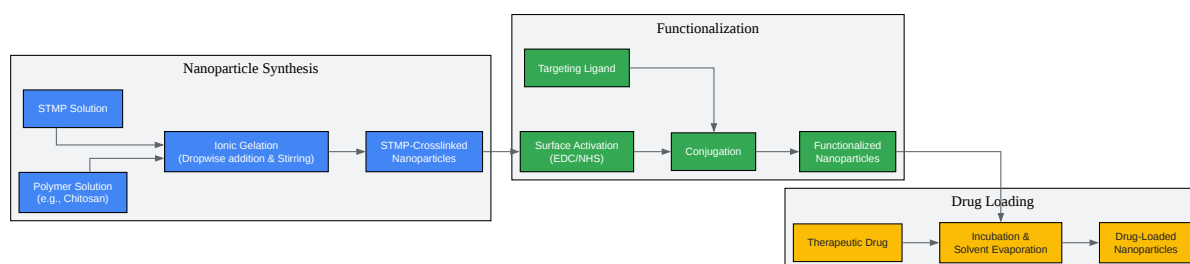 Nanoparticle Synthesis
STMP Solution
Polymer Solution
(e.g., Chitosan)
Ionic Gelation
(Dropwise addition & Stirring)
STMP-Crosslinked
Nanoparticles
Functionalization
Targeting Ligand
Surface Activation
(EDC/NHS)
Conjugation
Functionalized
Nanoparticles
Drug Loading
Therapeutic Drug
Incubation &
Solvent Evaporation
Drug-Loaded
Nanoparticles